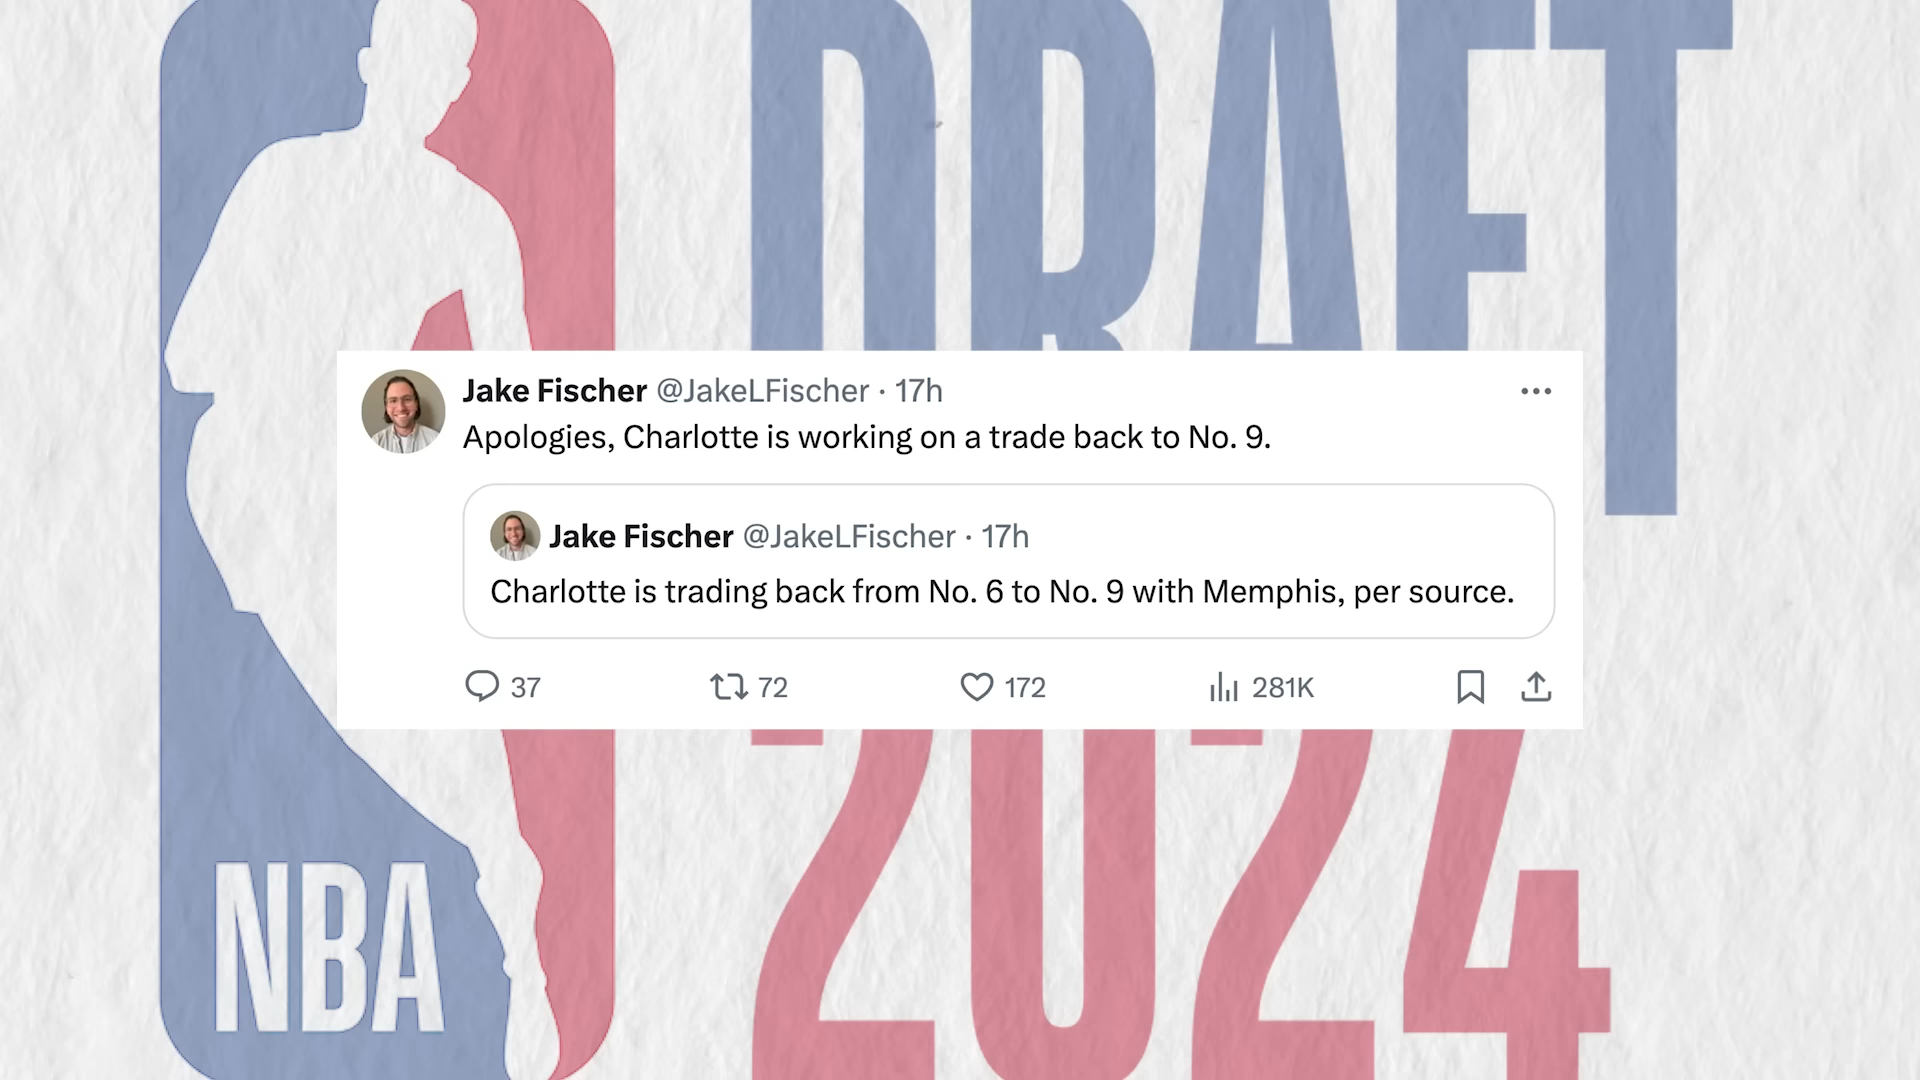 DRAFT
Jake Fischer @JakeLFischer · 17h
Apologies, Charlotte is working on a trade back to No. 9.
Jake Fischer @JakeLFischer · 17h
Charlotte is trading back from No. 6 to No. 9 with Memphis, per source.
37 72 172 281K
2024
NBA